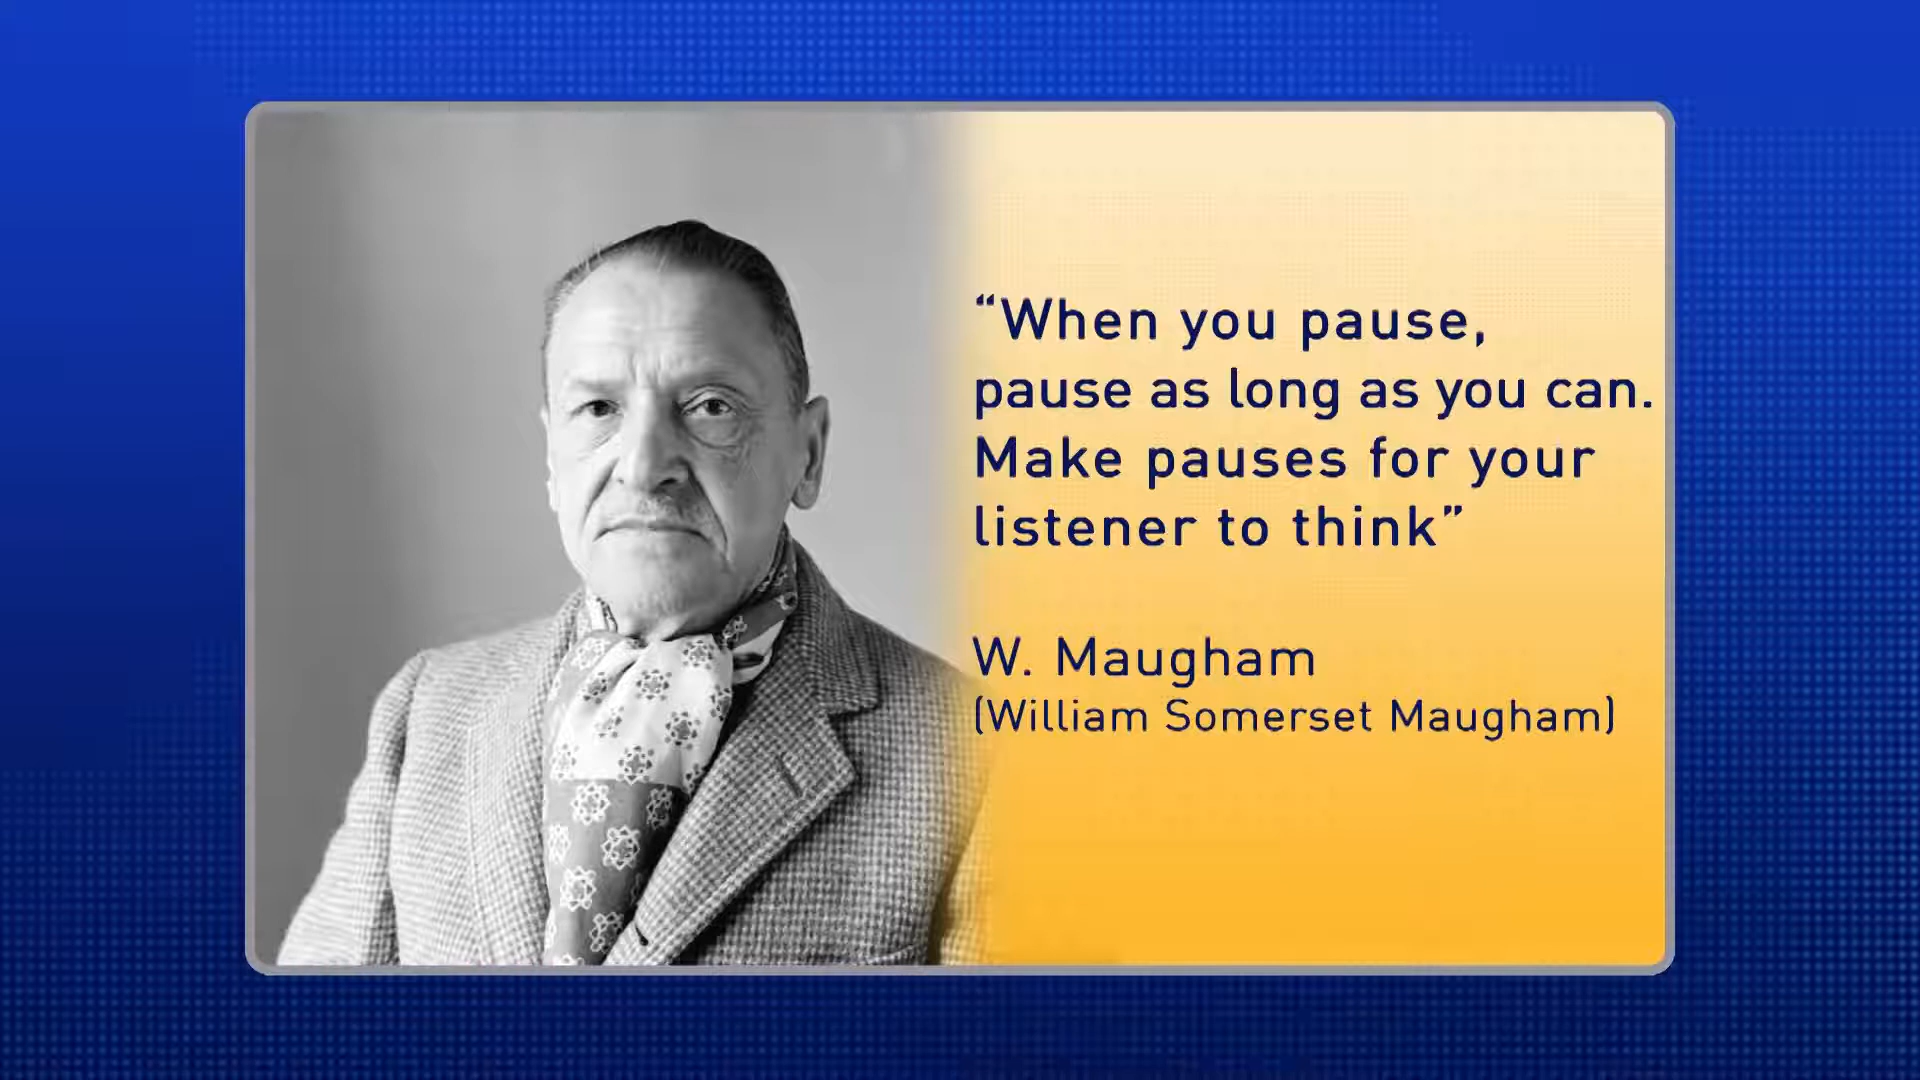 “When you pause,
pause as long as you can.
Make pauses for your
listener to think”
W. Maugham
(William Somerset Maugham)